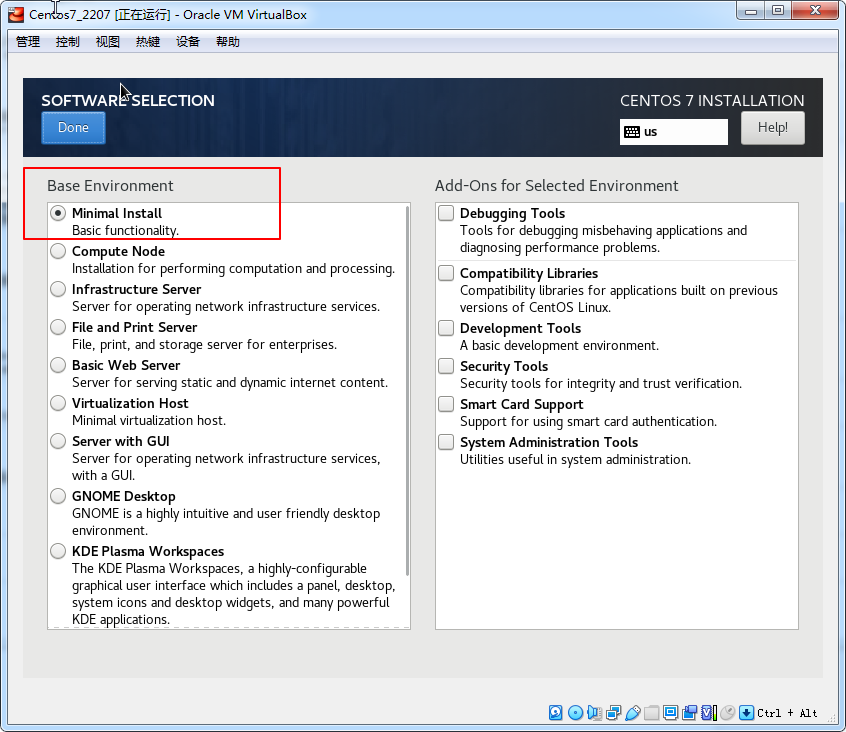 Centos7_2207 [正在运行] - Oracle VM VirtualBox
管理 控制 视图 热键 设备 帮助
SOFTWARE SELECTION
Done
CENTOS 7 INSTALLATION
us
Help!
Base Environment
Minimal Install
Basic functionality.
Compute Node
Installation for performing computation and processing.
Infrastructure Server
Server for operating network infrastructure services.
File and Print Server
File, print, and storage server for enterprises.
Basic Web Server
Server for serving static and dynamic internet content.
Virtualization Host
Minimal virtualization host.
Server with GUI
Server for operating network infrastructure services,
with a GUI.
GNOME Desktop
GNOME is a highly intuitive and user friendly desktop
environment.
KDE Plasma Workspaces
The KDE Plasma Workspaces, a highly-configurable
graphical user interface which includes a panel, desktop,
system icons and desktop widgets, and many powerful
KDE applications.
Add-Ons for Selected Environment
Debugging Tools
Tools for debugging misbehaving applications and
diagnosing performance problems.
Compatibility Libraries
Compatibility libraries for applications built on previous
versions of CentOS Linux.
Development Tools
A basic development environment.
Security Tools
Security tools for integrity and trust verification.
Smart Card Support
Support for using smart card authentication.
System Administration Tools
Utilities useful in system administration.
Ctrl + Alt